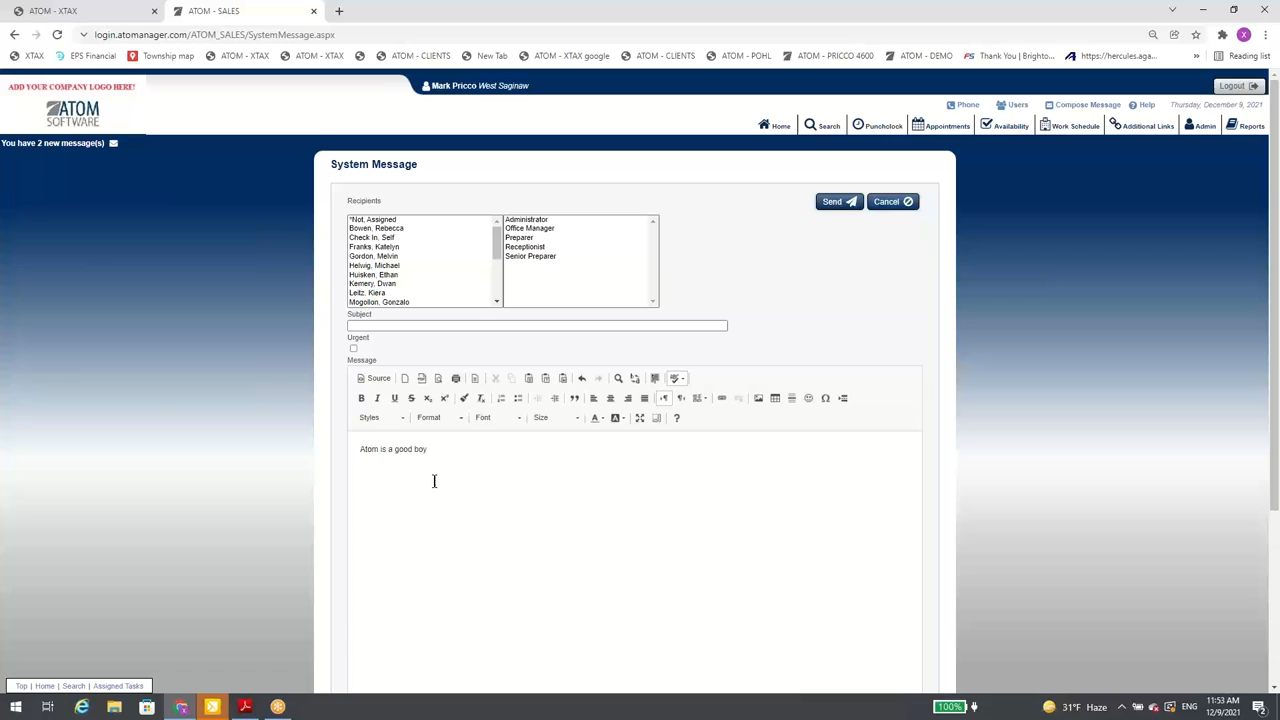 ATOM - XTAX
ATOM - SALES
login.atomanager.com/ATOM_SALES/SystemMessage.aspx
XTAX
EPS Financial
Township map
ATOM - XTAX
ATOM - XTAX
ATOM - CLIENTS
New Tab
ATOM - XTAX google
ATOM - CLIENTS
ATOM - POHL
ATOM - PRICCO 4600
ATOM - DEMO
Thank You | Brighto...
https://hercules.aga...
Reading list
ADD YOUR COMPANY LOGO HERE!
ATOM
SOFTWARE
Mark Pricco West Saginaw
Logout
Phone
Users
Compose Message
Help
Thursday, December 9, 2021
Home
Search
Punchclock
Appointments
Availability
Work Schedule
Additional Links
Admin
Reports
You have 2 new message(s)
System Message
Recipients
Send
Cancel
*Not, Assigned
Bowen, Rebecca
Check In, Self
Franks, Katelyn
Gordon, Melvin
Helwig, Michael
Huisken, Ethan
Kemery, Dwan
Leitz, Kiera
Mogollon, Gonzalo
Administrator
Office Manager
Preparer
Receptionist
Senior Preparer
Subject
Urgent
Message
Source
Styles
Format
Font
Size
Atom is a good boy
Top | Home | Search | Assigned Tasks
100%
31°F Haze
11:53 AM
12/9/2021